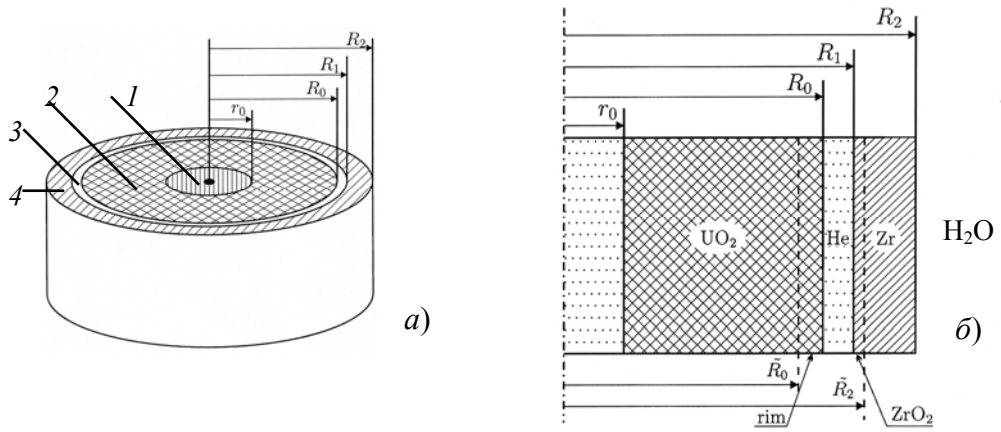 R₂
R₁
R₀
r₀
1
2
3
4
а)
R₂
R₁
R₀
r₀
UO₂
He
Zr
H₂O
R̃₀
R̃₂
rim
ZrO₂
б)